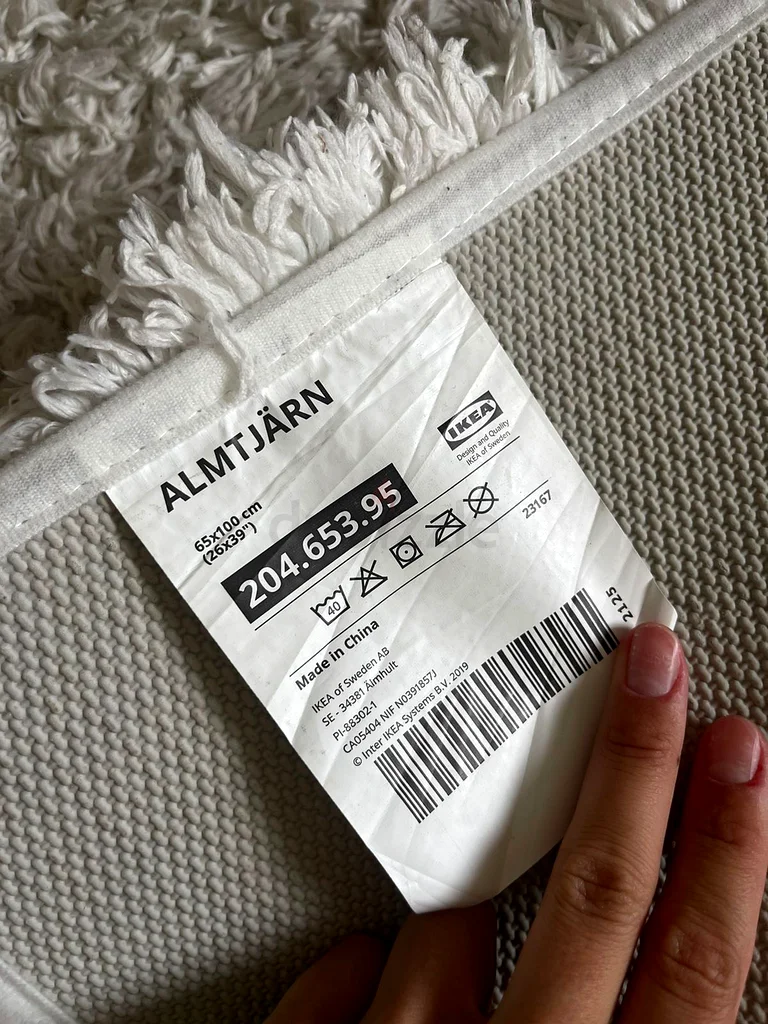 ALMTJÄRN
IKEA
Design and Quality
IKEA of Sweden
65x100 cm
(26x39")
204.653.95
40
23167
Made in China
IKEA of Sweden AB
SE - 34381 Älmhult
PI-88302-1
CA05404 NIF N0391857J
© Inter IKEA Systems B.V. 2019
2125